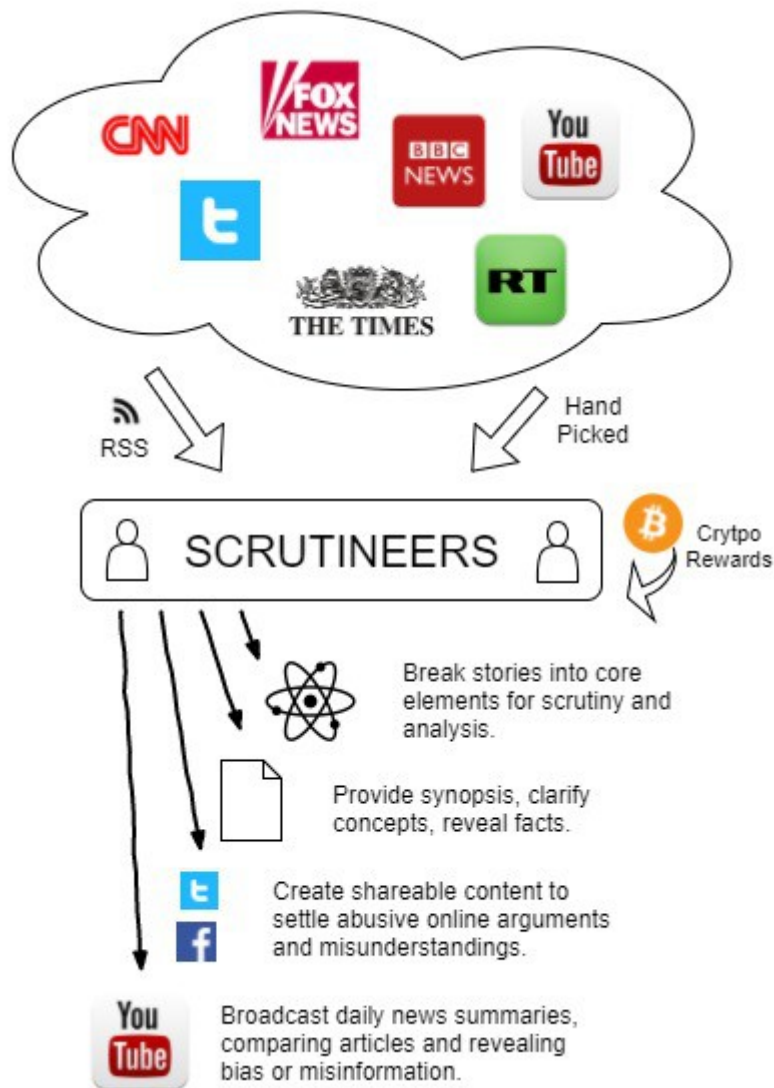 FOX
NEWS
CNN
BBC
NEWS
You
Tube
t
RT
THE TIMES
RSS
Hand
Picked
SCRUTINEERS
Crytpo
Rewards
Break stories into core
elements for scrutiny and
analysis.
Provide synopsis, clarify
concepts, reveal facts.
t
f
Create shareable content to
settle abusive online arguments
and misunderstandings.
You
Tube
Broadcast daily news summaries,
comparing articles and revealing
bias or misinformation.